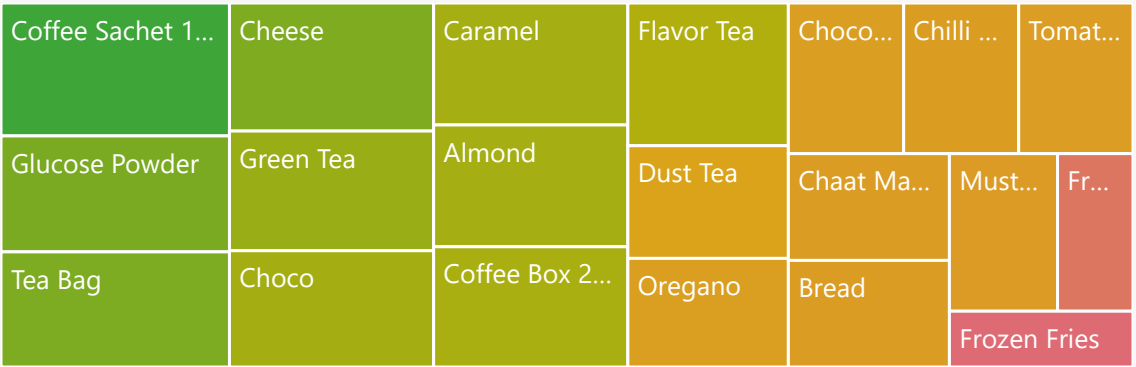 Coffee Sachet 1...
Glucose Powder
Tea Bag
Cheese
Green Tea
Choco
Caramel
Almond
Coffee Box 2...
Flavor Tea
Dust Tea
Oregano
Choco...
Chilli ...
Tomat...
Chaat Ma...
Bread
Must...
Fr...
Frozen Fries